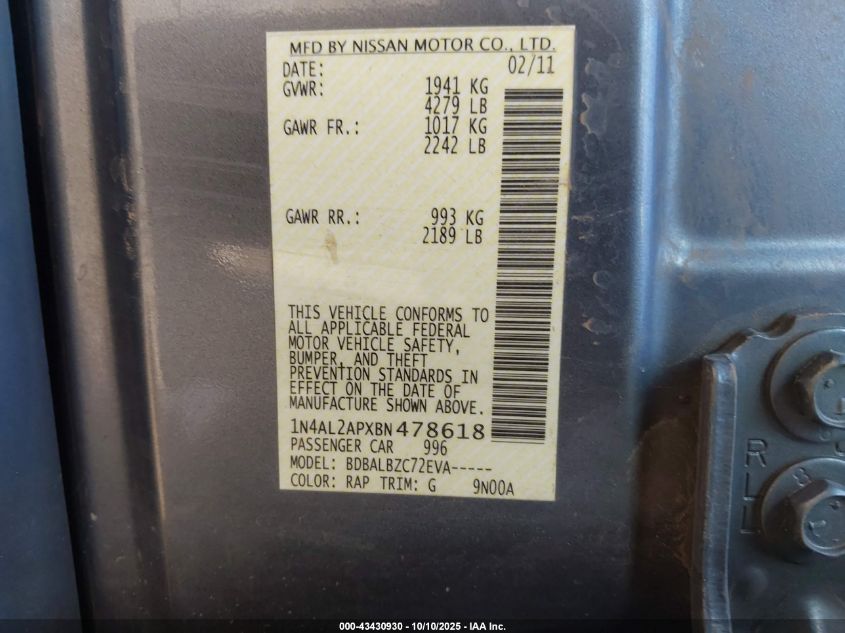 MFD BY NISSAN MOTOR CO., LTD.
DATE: 02/11
GVWR: 1941 KG
4279 LB
GAWR FR.: 1017 KG
2242 LB
GAWR RR.: 993 KG
2189 LB
THIS VEHICLE CONFORMS TO
ALL APPLICABLE FEDERAL
MOTOR VEHICLE SAFETY,
BUMPER, AND THEFT
PREVENTION STANDARDS IN
EFFECT ON THE DATE OF
MANUFACTURE SHOWN ABOVE.
1N4AL2APXBN478618
PASSENGER CAR 996
MODEL: BDBALBZC72EVA-----
COLOR: RAP TRIM: G 9N00A
000-43430930 - 10/10/2025 - IAA Inc.